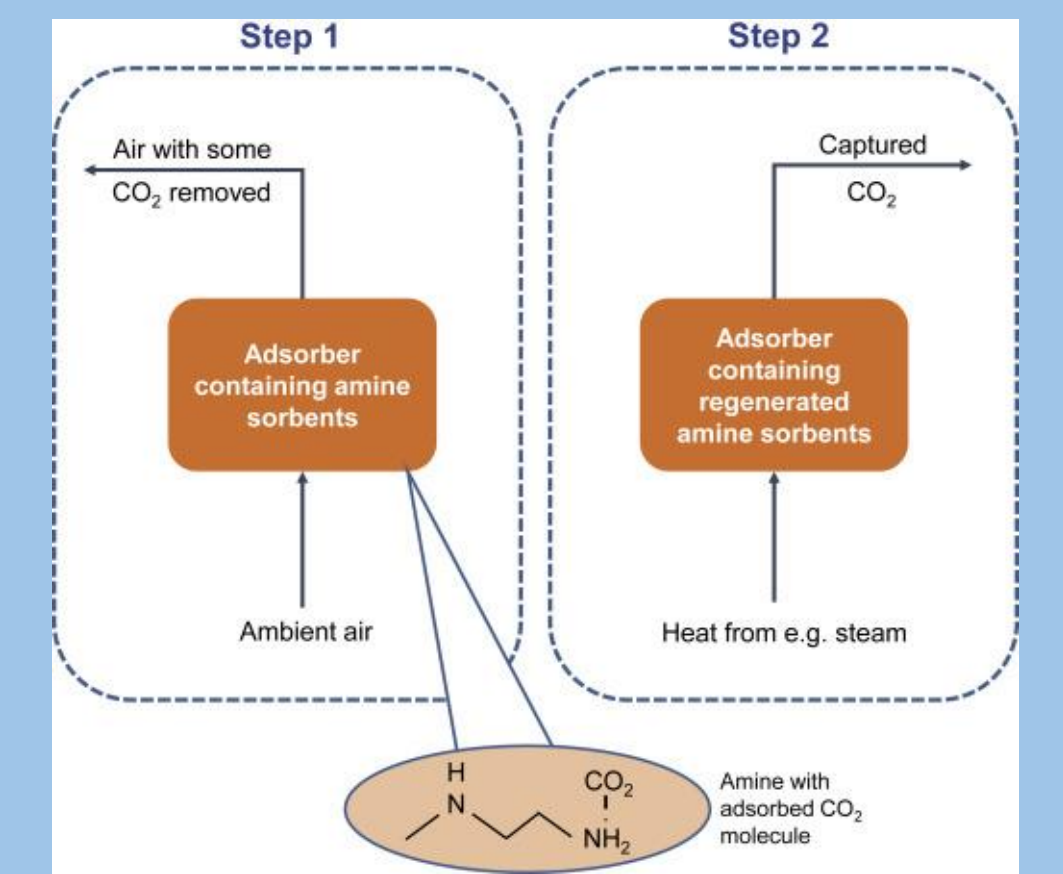 Step 1
Air with some
CO₂ removed
Adsorber
containing amine
sorbents
Ambient air
Step 2
Captured
CO₂
Adsorber
containing
regenerated
amine sorbents
Heat from e.g. steam
H
N
CO₂
NH₂
Amine with
adsorbed CO₂
molecule